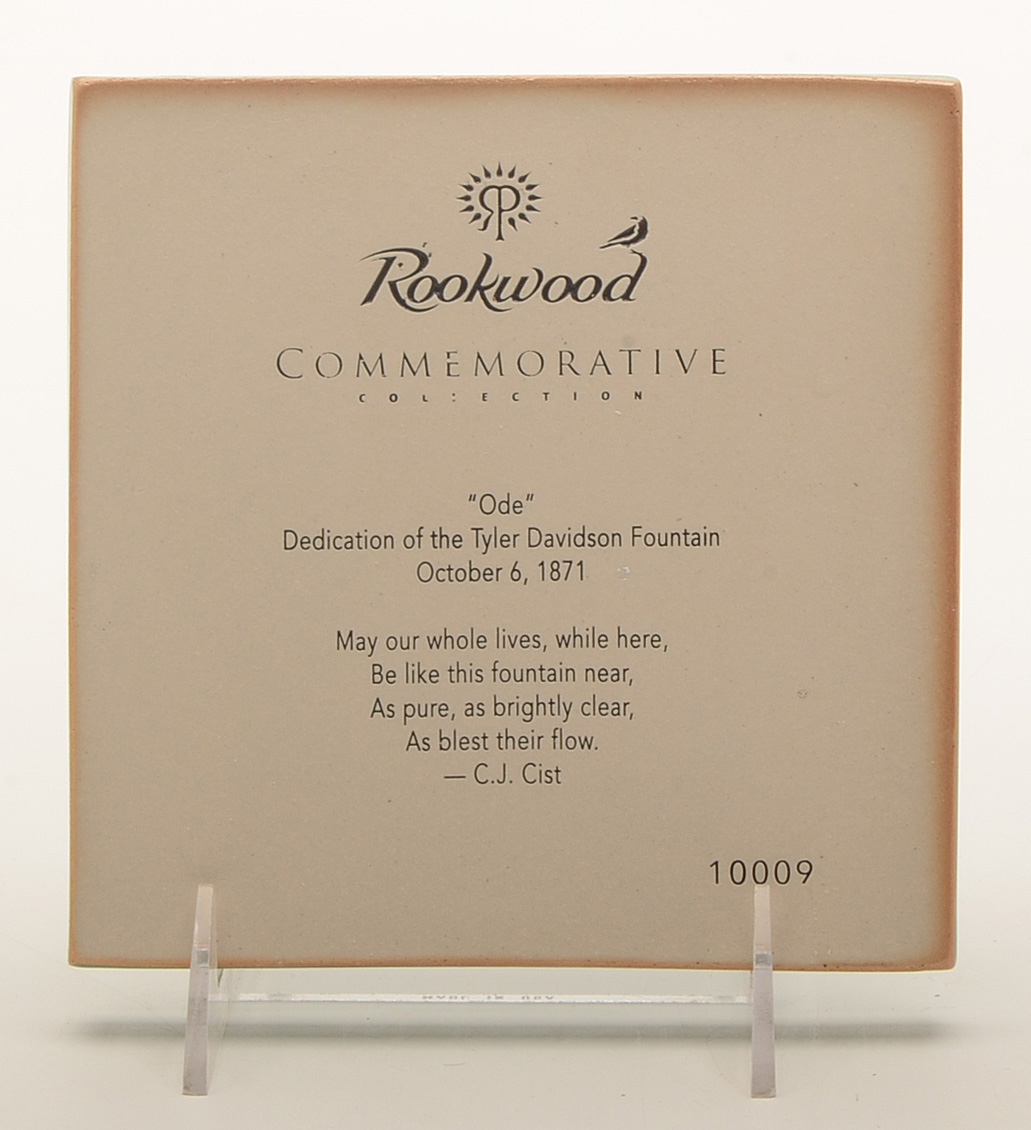 RP
Rookwood
COMMEMORATIVE
COLLECTION
“Ode”
Dedication of the Tyler Davidson Fountain
October 6, 1871
May our whole lives, while here,
Be like this fountain near,
As pure, as brightly clear,
As blest their flow.
— C.J. Cist
10009